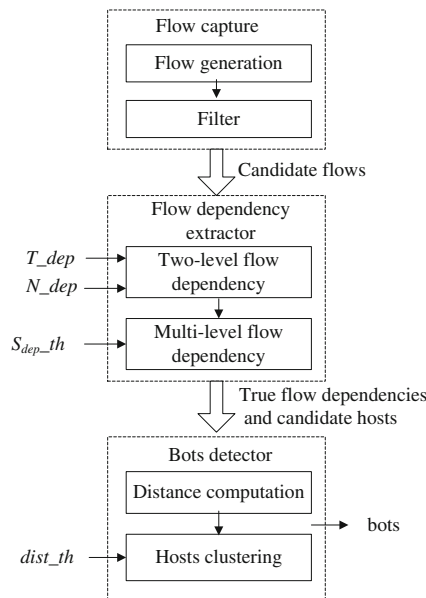 Flow capture
Flow generation
Filter
Candidate flows
Flow dependency
extractor
T_dep
Two-level flow
N_dep
dependency
Multi-level flow
S_dep_th
dependency
True flow dependencies
and candidate hosts
Bots detector
Distance computation
bots
dist_th
Hosts clustering